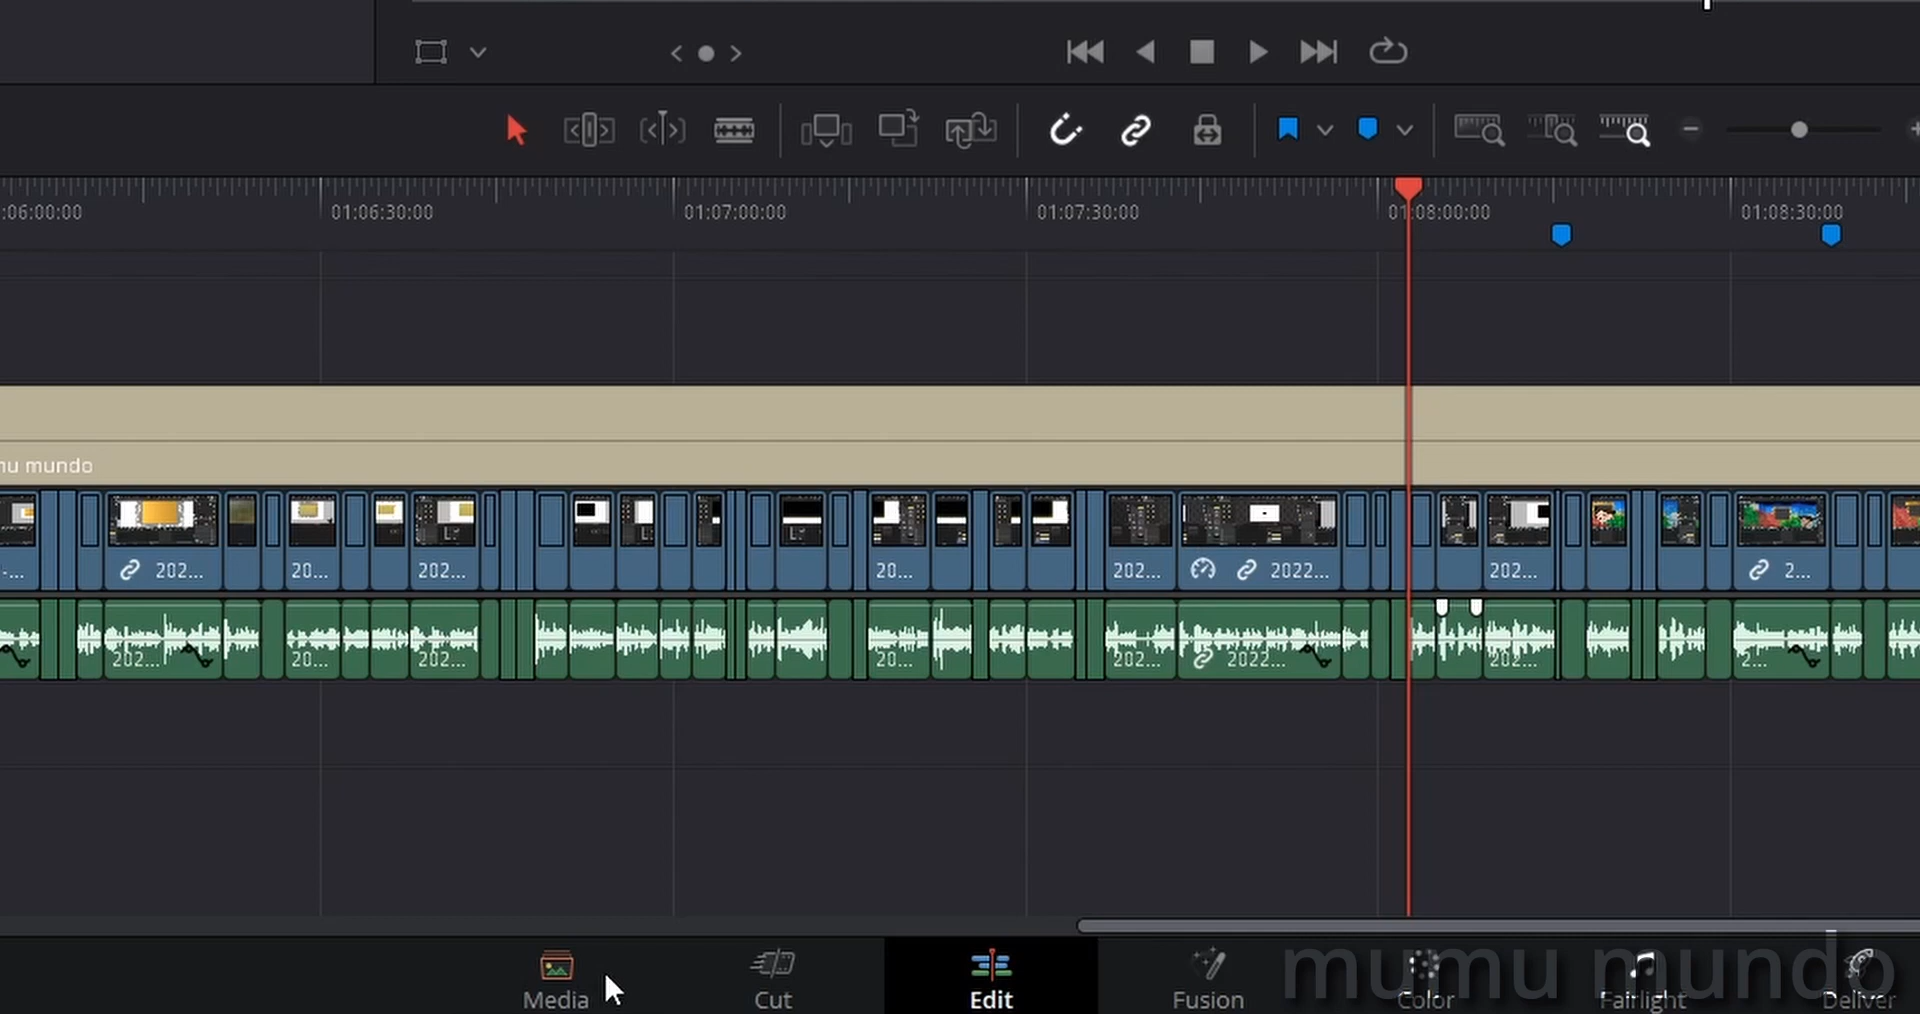 :06:00:00 01:06:30:00 01:07:00:00 01:07:30:00 01:08:00:00 01:08:30:00
mu mundo
-... 202... 20... 202... 20... 202... 2022... 202... 2...
202... 20... 202... 20... 202... 2022... 202... 2...
mumu mundo
Media Cut Edit Fusion Color Fairlight Deliver